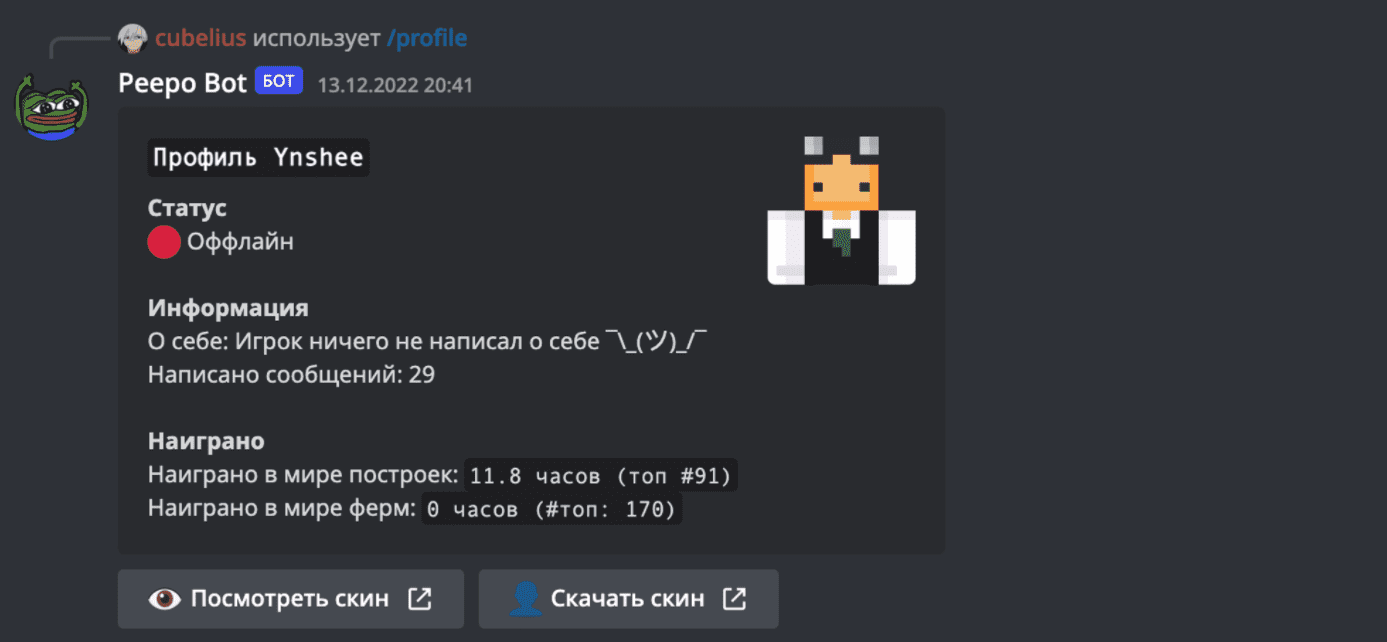 cubelius использует /profile
Peepo Bot БОТ 13.12.2022 20:41
Профиль Ynshee
Статус
Оффлайн
Информация
О себе: Игрок ничего не написал о себе ¯\_(ツ)_/¯
Написано сообщений: 29
Наиграно
Наиграно в мире построек: 11.8 часов (топ #91)
Наиграно в мире ферм: 0 часов (#топ: 170)
Посмотреть скин
Скачать скин